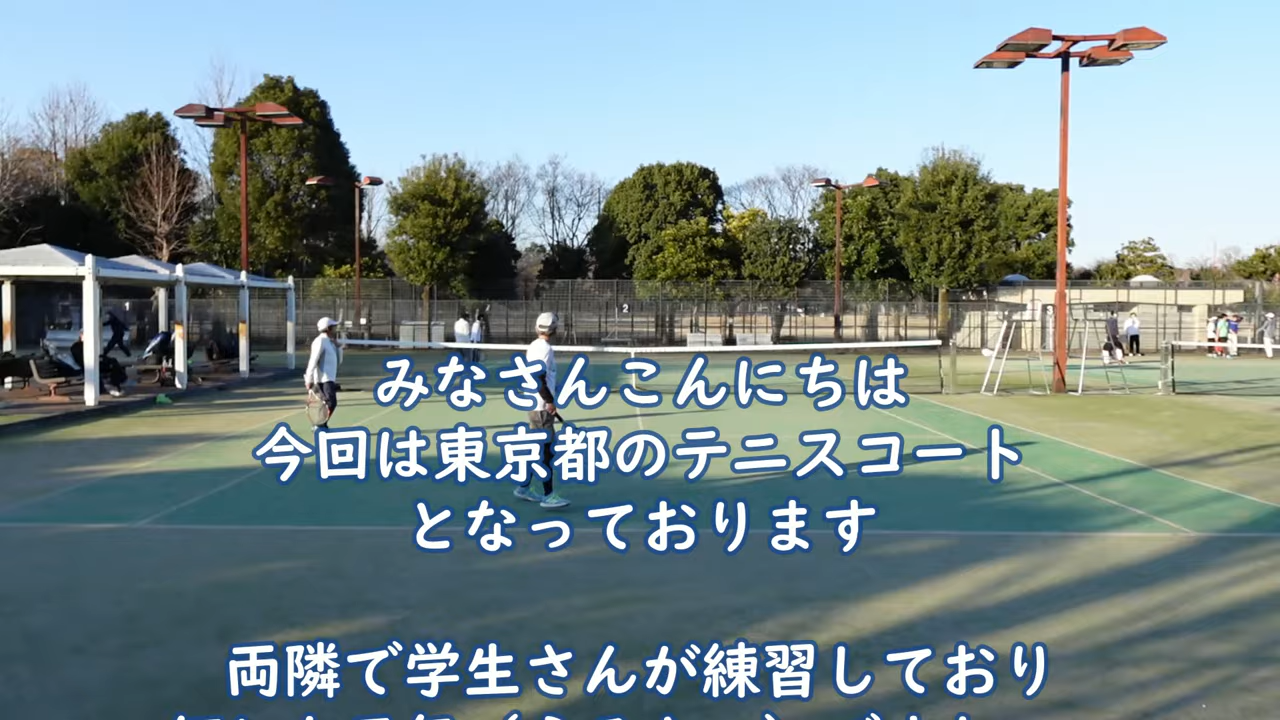 2
みなさんこんにちは
今回は東京都のテニスコート
となっております
両隣で学生さんが練習しており